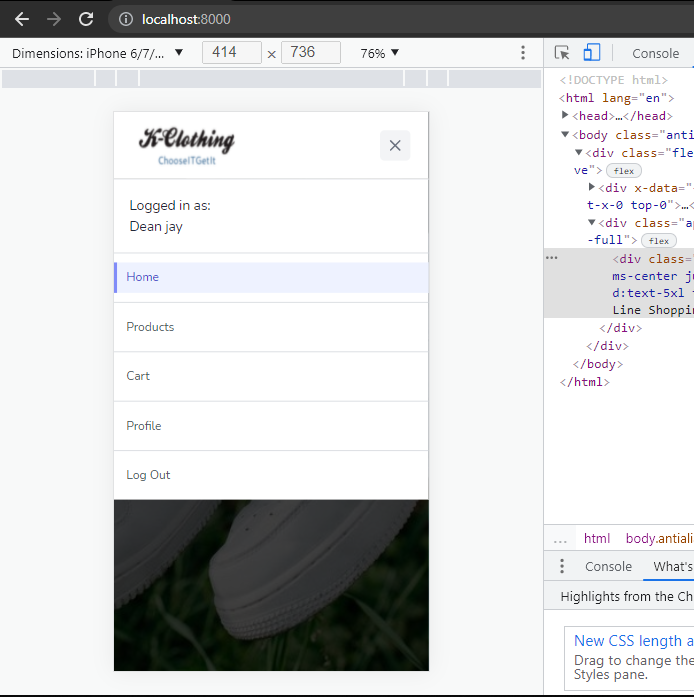 localhost:8000
Dimensions: iPhone 6/7/... ▼ 414 × 736 76% ▼
Console
<!DOCTYPE html>
<html lang="en">
<head>…</head>
<body class="anti
<div class="fle
ve"> flex
<div x-data="
t-x-0 top-0">…<
<div class="ap
-full"> flex
<div class=
ms-center ju
d:text-5xl
Line Shoppin
</div>
</div>
</body>
</html>
K-Clothing
ChooseITGetIt
Logged in as:
Dean jay
Home
Products
Cart
Profile
Log Out
... html body.antiali
Console What's
Highlights from the Ch
New CSS length a
Drag to change the
Styles pane.